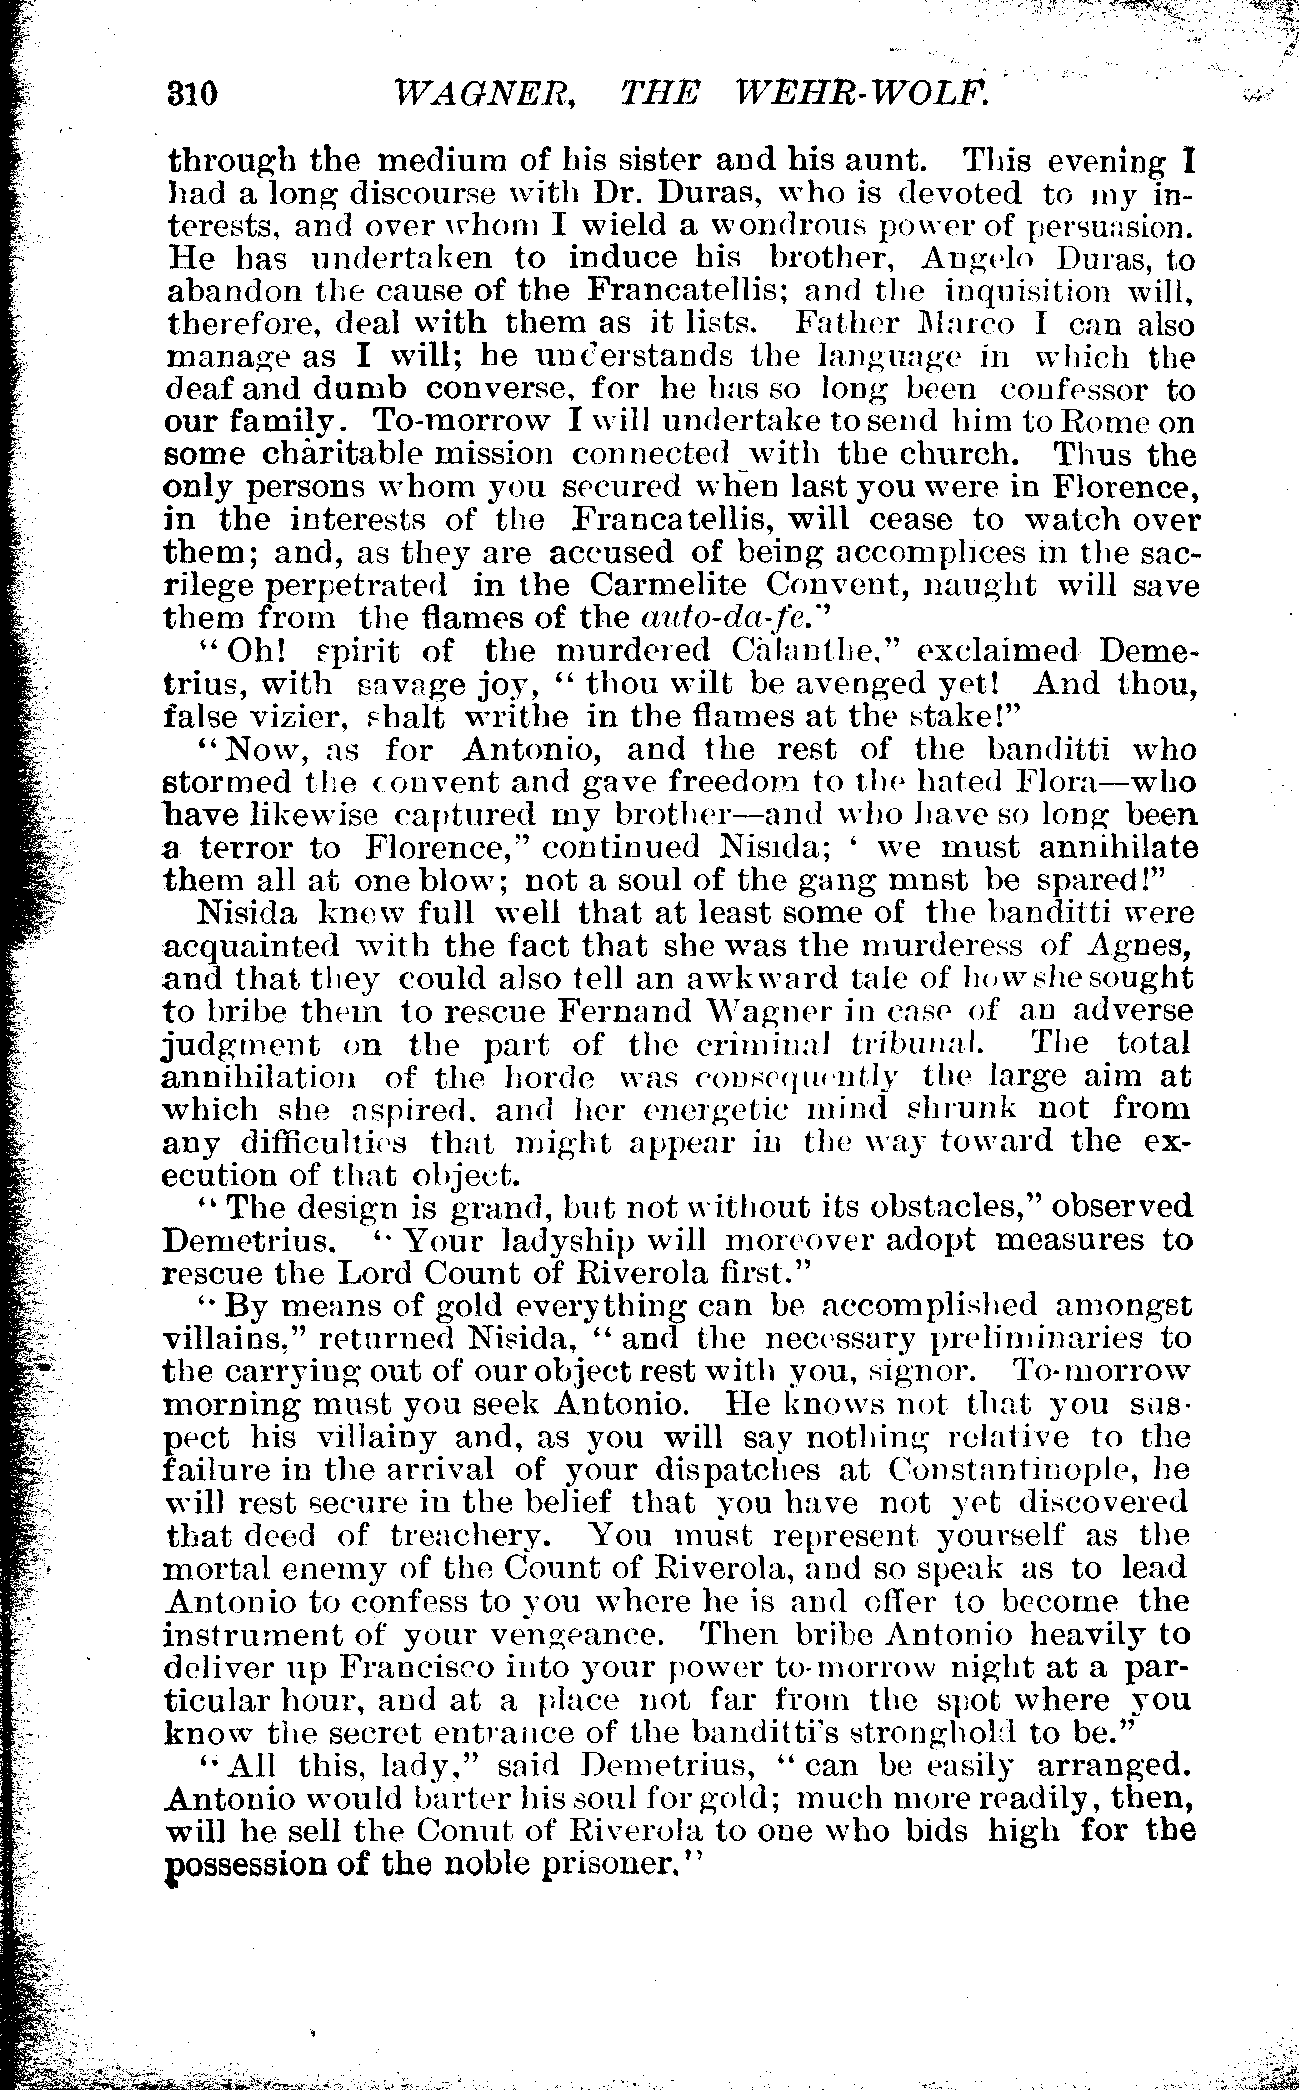 310 WAGNER, THE WEHR-WOLF.
through the medium of his sister and his aunt. This evening I
had a long discourse with Dr. Duras, who is devoted to my in-
terests, and over whom I wield a wondrous power of persuasion.
He has undertaken to induce his brother, Angelo Duras, to
abandon the cause of the Francatellis; and the inquisition will,
therefore, deal with them as it lists. Father Marco I can also
manage as I will; he understands the language in which the
deaf and dumb converse, for he has so long been confessor to
our family. To-morrow I will undertake to send him to Rome on
some charitable mission connected with the church. Thus the
only persons whom you secured when last you were in Florence,
in the interests of the Francatellis, will cease to watch over
them; and, as they are accused of being accomplices in the sac-
rilege perpetrated in the Carmelite Convent, naught will save
them from the flames of the auto-da-fe."
"Oh! spirit of the murdered Calanthe," exclaimed Deme-
trius, with savage joy, "thou wilt be avenged yet! And thou,
false vizier, shalt writhe in the flames at the stake!"
"Now, as for Antonio, and the rest of the banditti who
stormed the convent and gave freedom to the hated Flora—who
have likewise captured my brother—and who have so long been
a terror to Florence," continued Nisida; ' we must annihilate
them all at one blow; not a soul of the gang mnst be spared!"
Nisida knew full well that at least some of the banditti were
acquainted with the fact that she was the murderess of Agnes,
and that they could also tell an awkward tale of how she sought
to bribe them to rescue Fernand Wagner in case of an adverse
judgment on the part of the criminal tribunal. The total
annihilation of the horde was consequently the large aim at
which she aspired, and her energetic mind shrunk not from
any difficulties that might appear in the way toward the ex-
ecution of that object.
"The design is grand, but not without its obstacles," observed
Demetrius. "Your ladyship will moreover adopt measures to
rescue the Lord Count of Riverola first."
"By means of gold everything can be accomplished amongst
villains," returned Nisida, "and the necessary preliminaries to
the carrying out of our object rest with you, signor. To-morrow
morning must you seek Antonio. He knows not that you sus-
pect his villainy and, as you will say nothing relative to the
failure in the arrival of your dispatches at Constantinople, he
will rest secure in the belief that you have not yet discovered
that deed of treachery. You must represent yourself as the
mortal enemy of the Count of Riverola, and so speak as to lead
Antonio to confess to you where he is and offer to become the
instrument of your vengeance. Then bribe Antonio heavily to
deliver up Francisco into your power to-morrow night at a par-
ticular hour, and at a place not far from the spot where you
know the secret entrance of the banditti's stronghold to be."
"All this, lady," said Demetrius, "can be easily arranged.
Antonio would barter his soul for gold; much more readily, then,
will he sell the Conut of Riverola to one who bids high for the
possession of the noble prisoner."